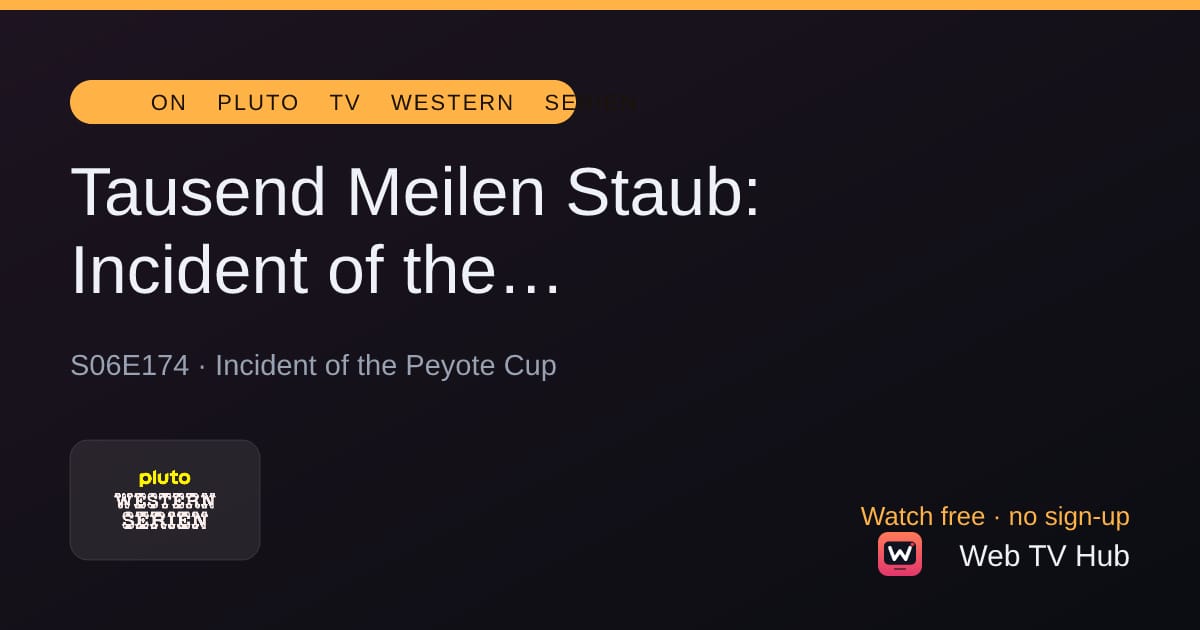 ON PLUTO TV WESTERN SERIEN
Tausend Meilen Staub:
Incident of the…
S06E174 · Incident of the Peyote Cup
pluto
WESTERN
SERIEN
Watch free · no sign-up
W
Web TV Hub